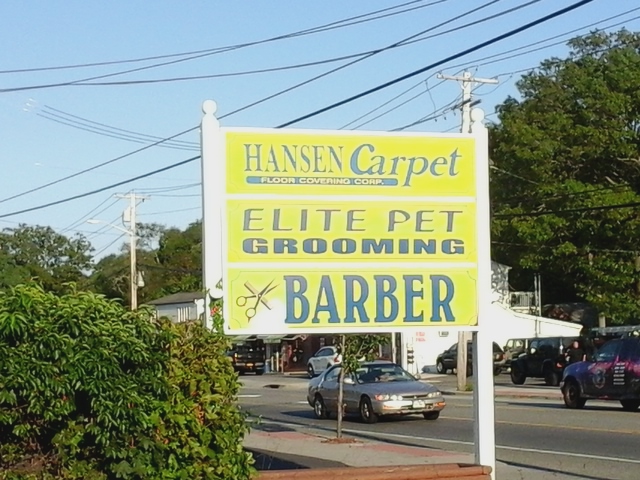 HANSEN Carpet
FLOOR COVERING CORP.
ELITE PET
GROOMING
BARBER